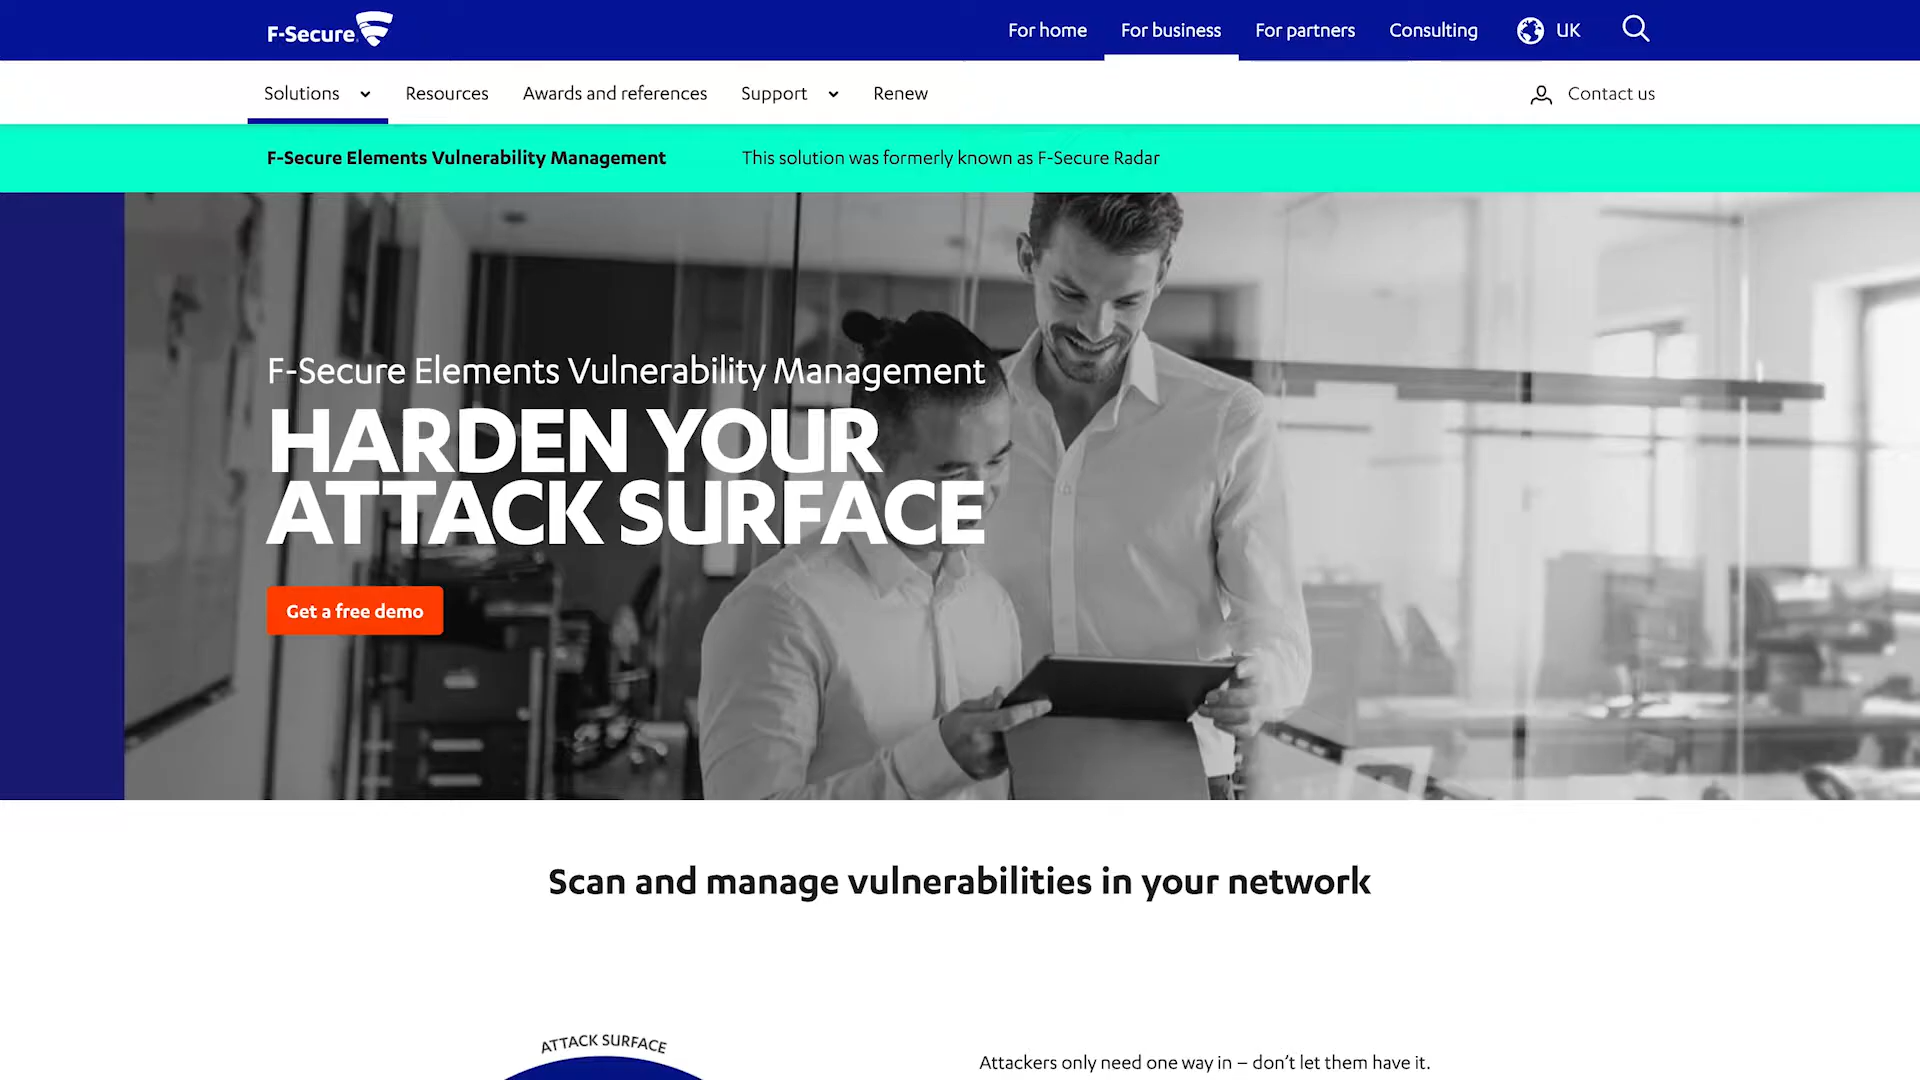 F-Secure
For home
For business
For partners
Consulting
UK
Solutions
Resources
Awards and references
Support
Renew
Contact us
F-Secure Elements Vulnerability Management
This solution was formerly known as F-Secure Radar
F-Secure Elements Vulnerability Management
HARDEN YOUR
ATTACK SURFACE
Get a free demo
Scan and manage vulnerabilities in your network
ATTACK SURFACE
Attackers only need one way in – don’t let them have it.